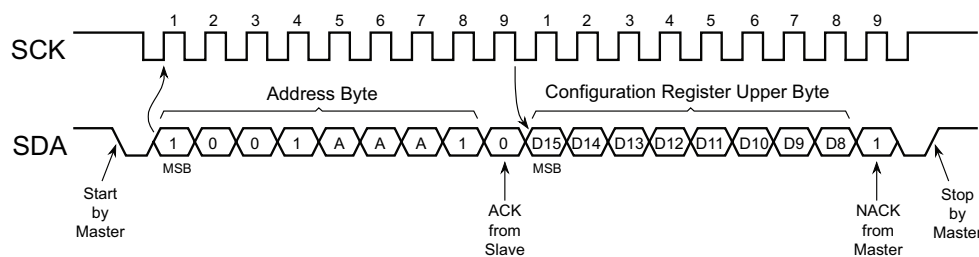 1 2 3 4 5 6 7 8 9 1 2 3 4 5 6 7 8 9
SCK
Address Byte Configuration Register Upper Byte
SDA 1 0 0 1 A A A 1 0 D15 D14 D13 D12 D11 D10 D9 D8 1
MSB MSB
Start
by
Master
ACK
from
Slave
NACK
from
Master
Stop
by
Master